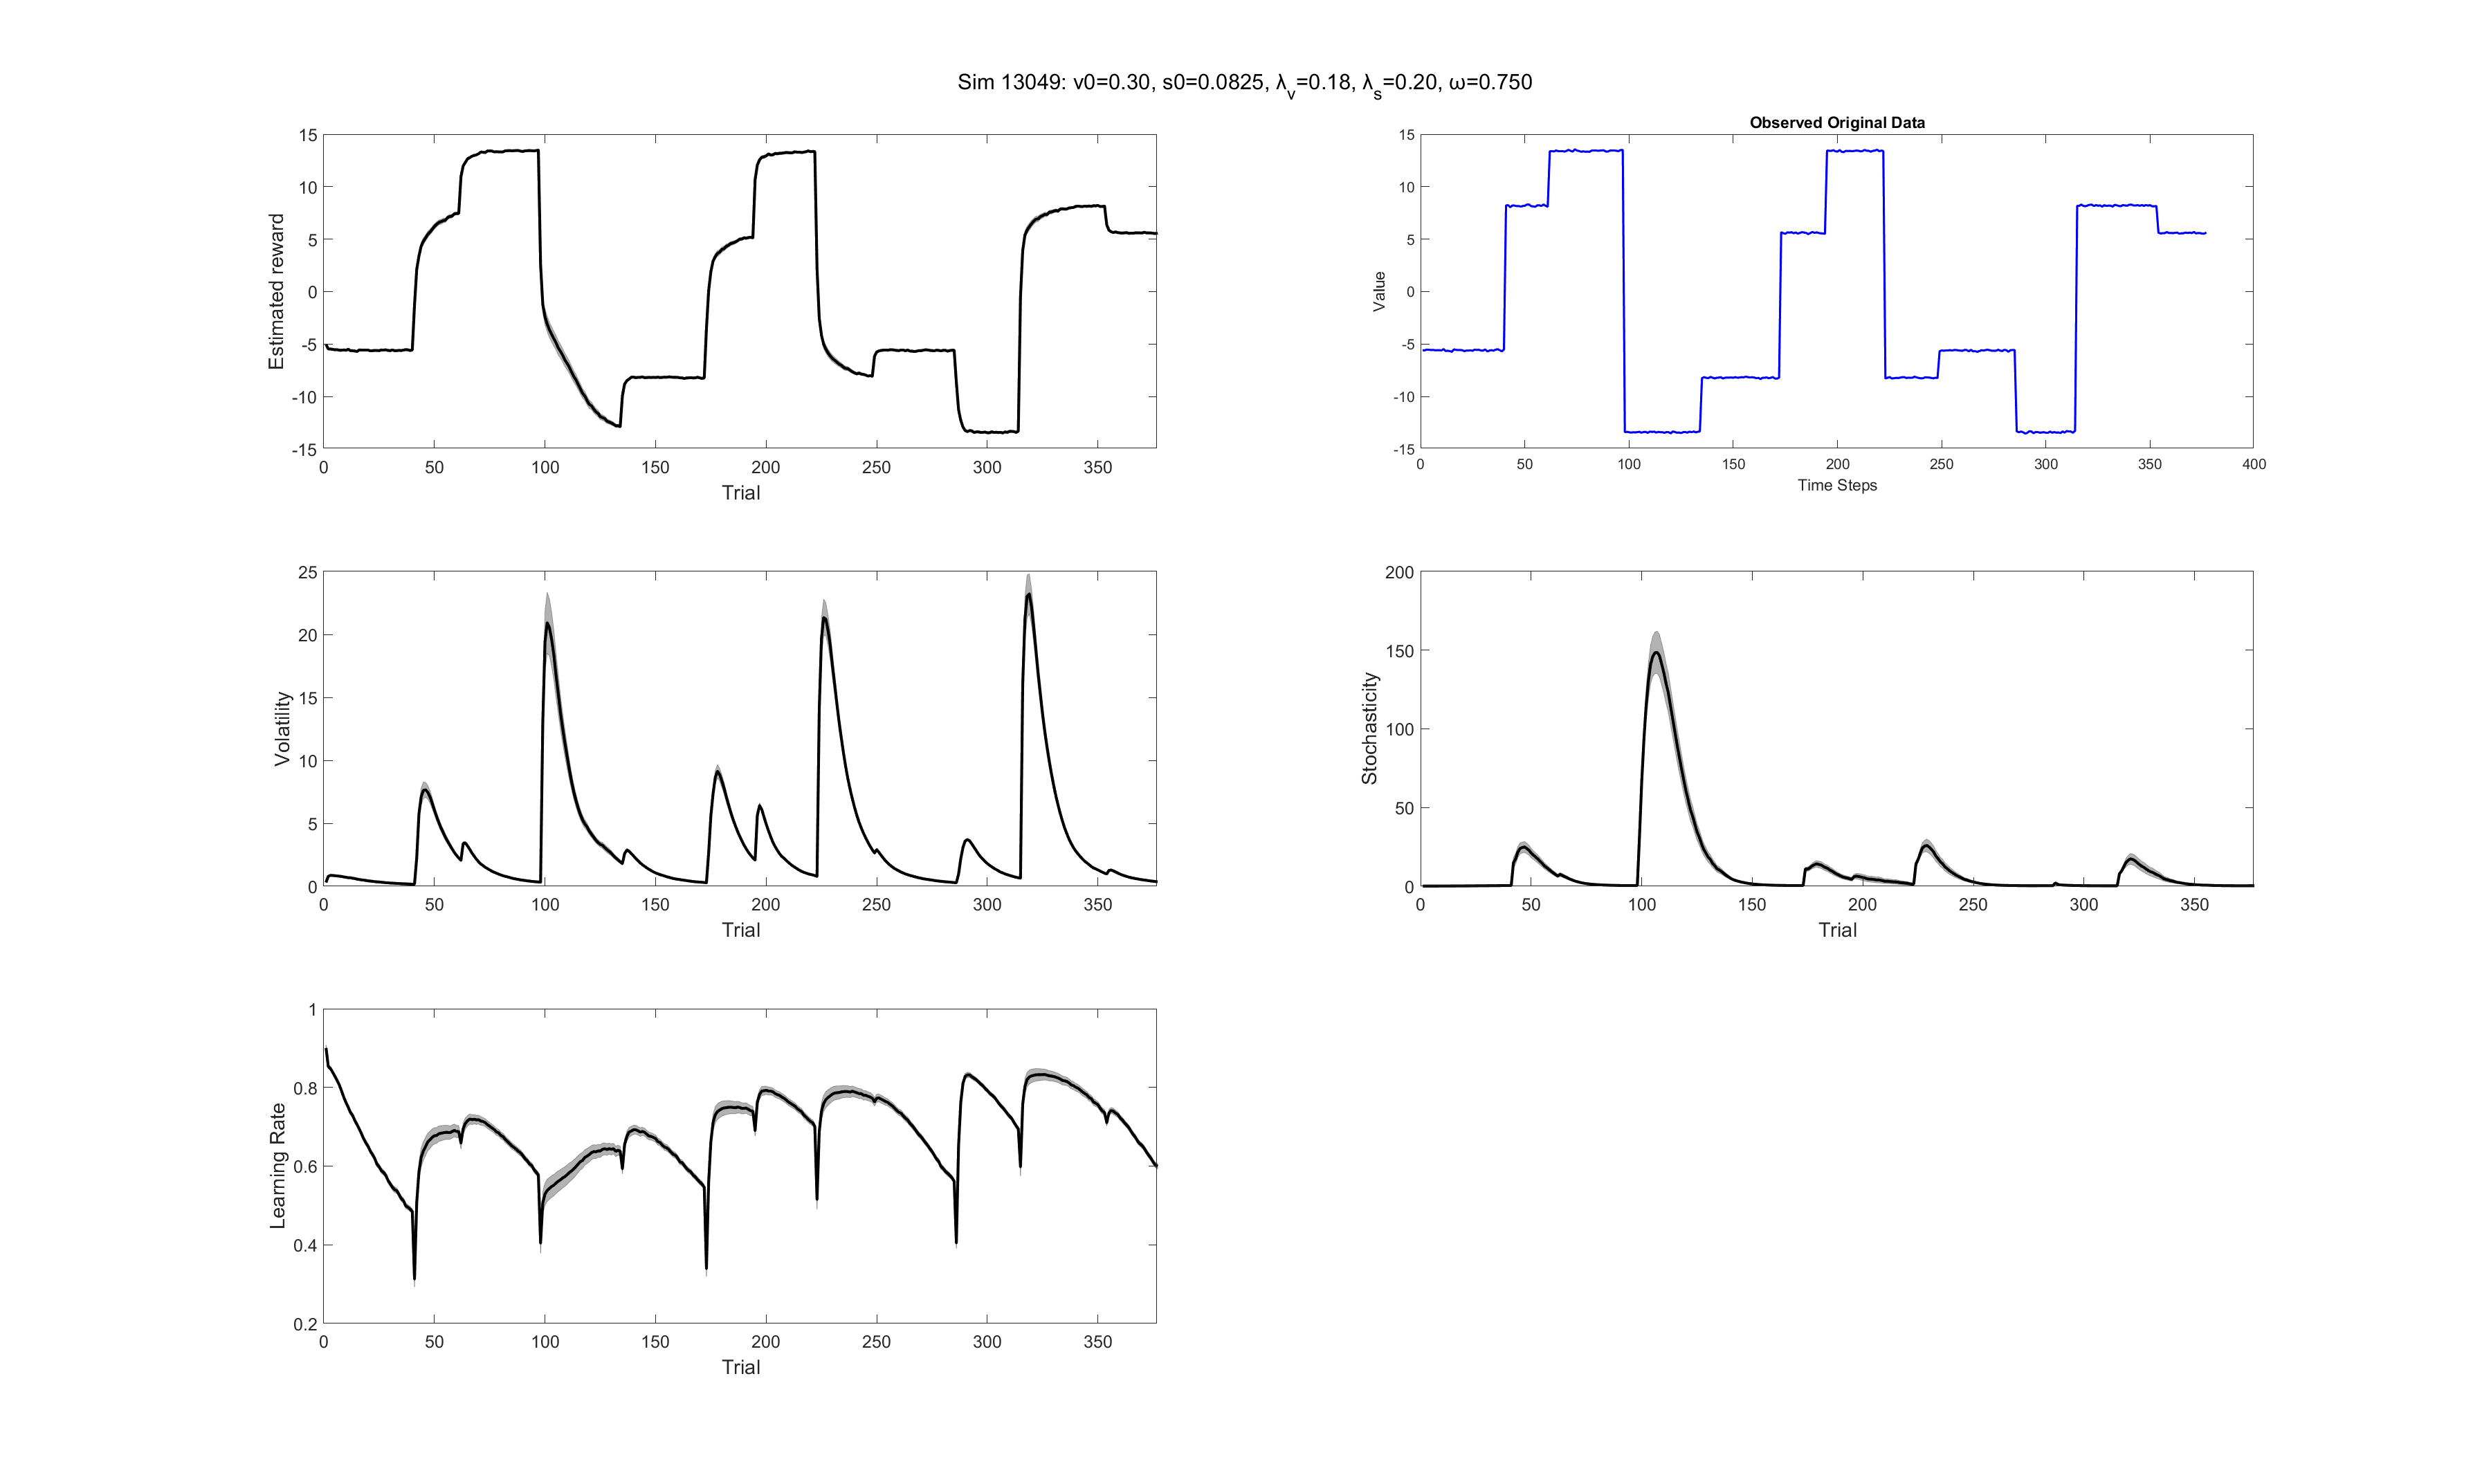 Sim 13049: v0=0.30, s0=0.0825, λv=0.18, λs=0.20, ω=0.750
15
10
5
0
-5
-10
-15
Estimated reward
0 50 100 150 200 250 300 350
Trial
Observed Original Data
15
10
5
0
-5
-10
-15
Value
0 50 100 150 200 250 300 350 400
Time Steps
25
20
15
10
5
0
Volatility
0 50 100 150 200 250 300 350
Trial
200
150
100
50
0
Stochasticity
0 50 100 150 200 250 300 350
Trial
1
0.8
0.6
0.4
0.2
Learning Rate
0 50 100 150 200 250 300 350
Trial